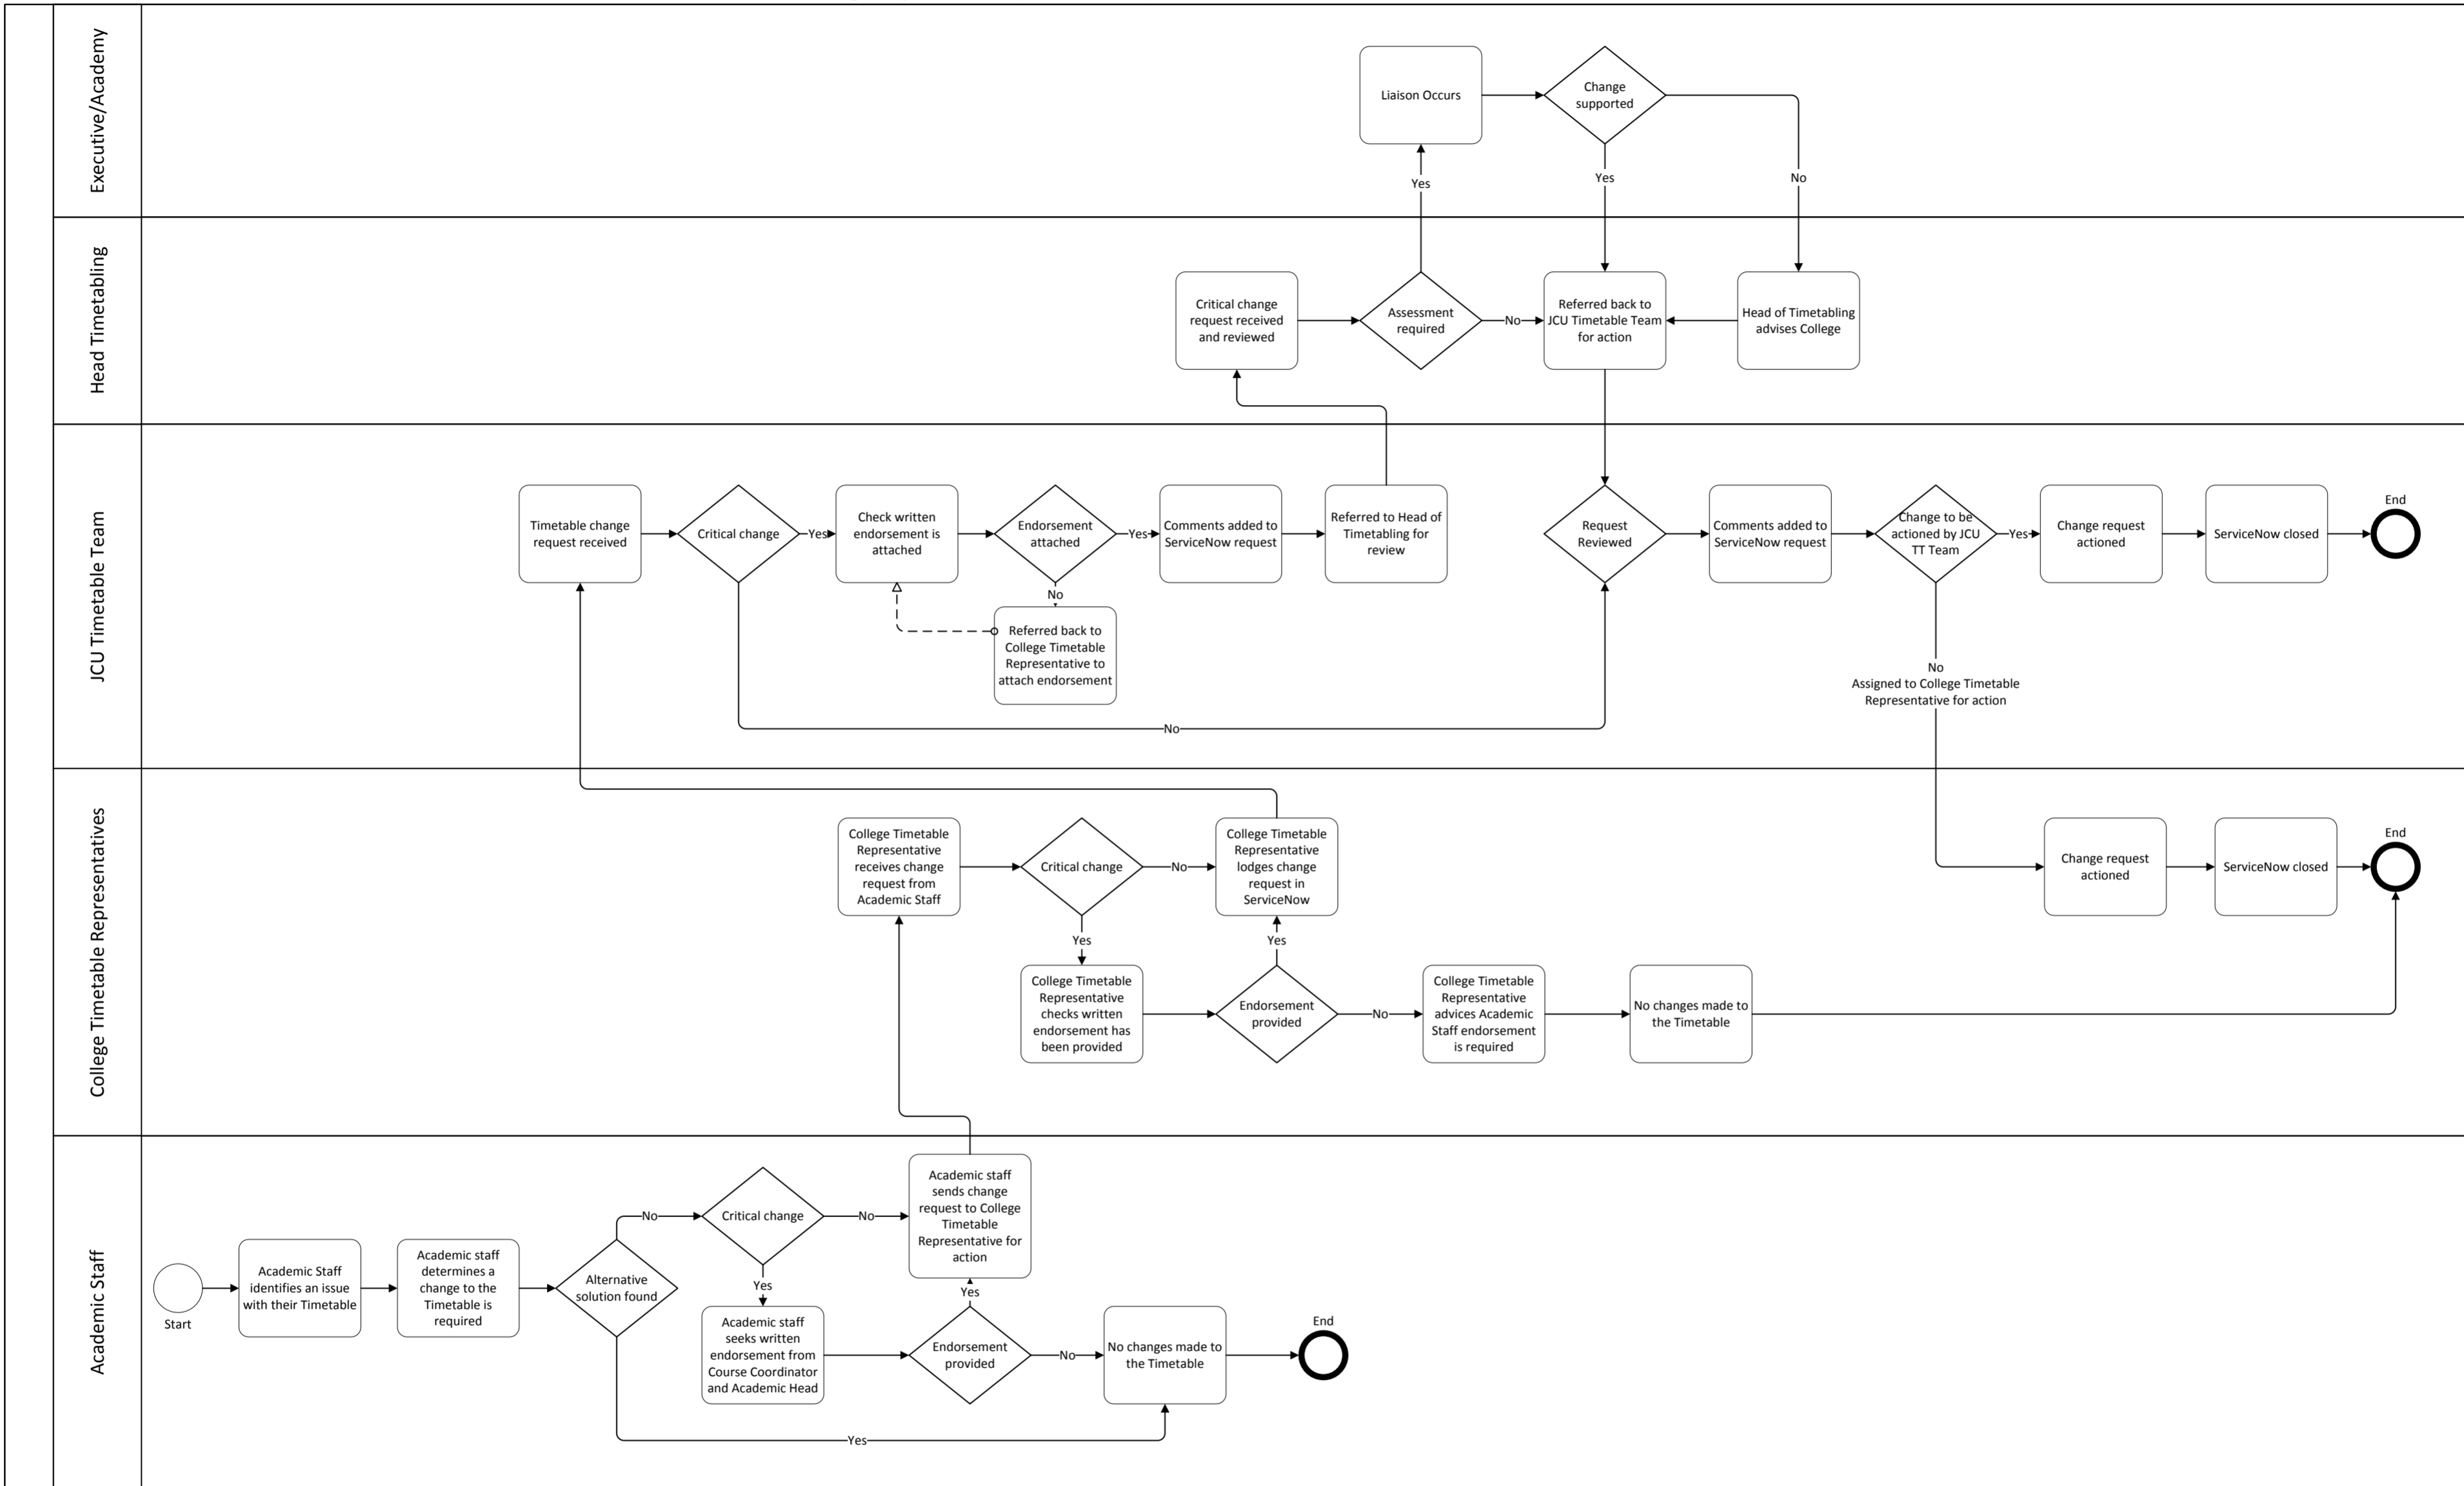 Executive/Academy
Liaison Occurs
Change
supported
Yes
Yes
No
Head Timetabling
Critical change
request received
and reviewed
Assessment
required
No
Referred back to
JCU Timetable Team
for action
Head of Timetabling
advises College
JCU Timetable Team
Timetable change
request received
Critical change
Yes
Check written
endorsement is
attached
Endorsement
attached
Yes
Comments added to
ServiceNow request
Referred to Head of
Timetabling for
review
Request
Reviewed
Comments added to
ServiceNow request
Change to be
actioned by JCU
TT Team
Yes
Change request
actioned
ServiceNow closed
End
No
Referred back to
College Timetable
Representative to
attach endorsement
No
No
Assigned to College Timetable
Representative for action
College Timetable Representatives
College Timetable
Representative
receives change
request from
Academic Staff
Critical change
No
College Timetable
Representative
lodges change
request in
ServiceNow
Change request
actioned
ServiceNow closed
End
Yes
Yes
College Timetable
Representative
checks written
endorsement has
been provided
Endorsement
provided
No
College Timetable
Representative
advices Academic
Staff endorsement
is required
No changes made to
the Timetable
Academic Staff
Start
Academic Staff
identifies an issue
with their Timetable
Academic staff
determines a
change to the
Timetable is
required
Alternative
solution found
No
Critical change
No
Academic staff
sends change
request to College
Timetable
Representative for
action
Yes
Yes
Academic staff
seeks written
endorsement from
Course Coordinator
and Academic Head
Endorsement
provided
No
No changes made to
the Timetable
End
Yes